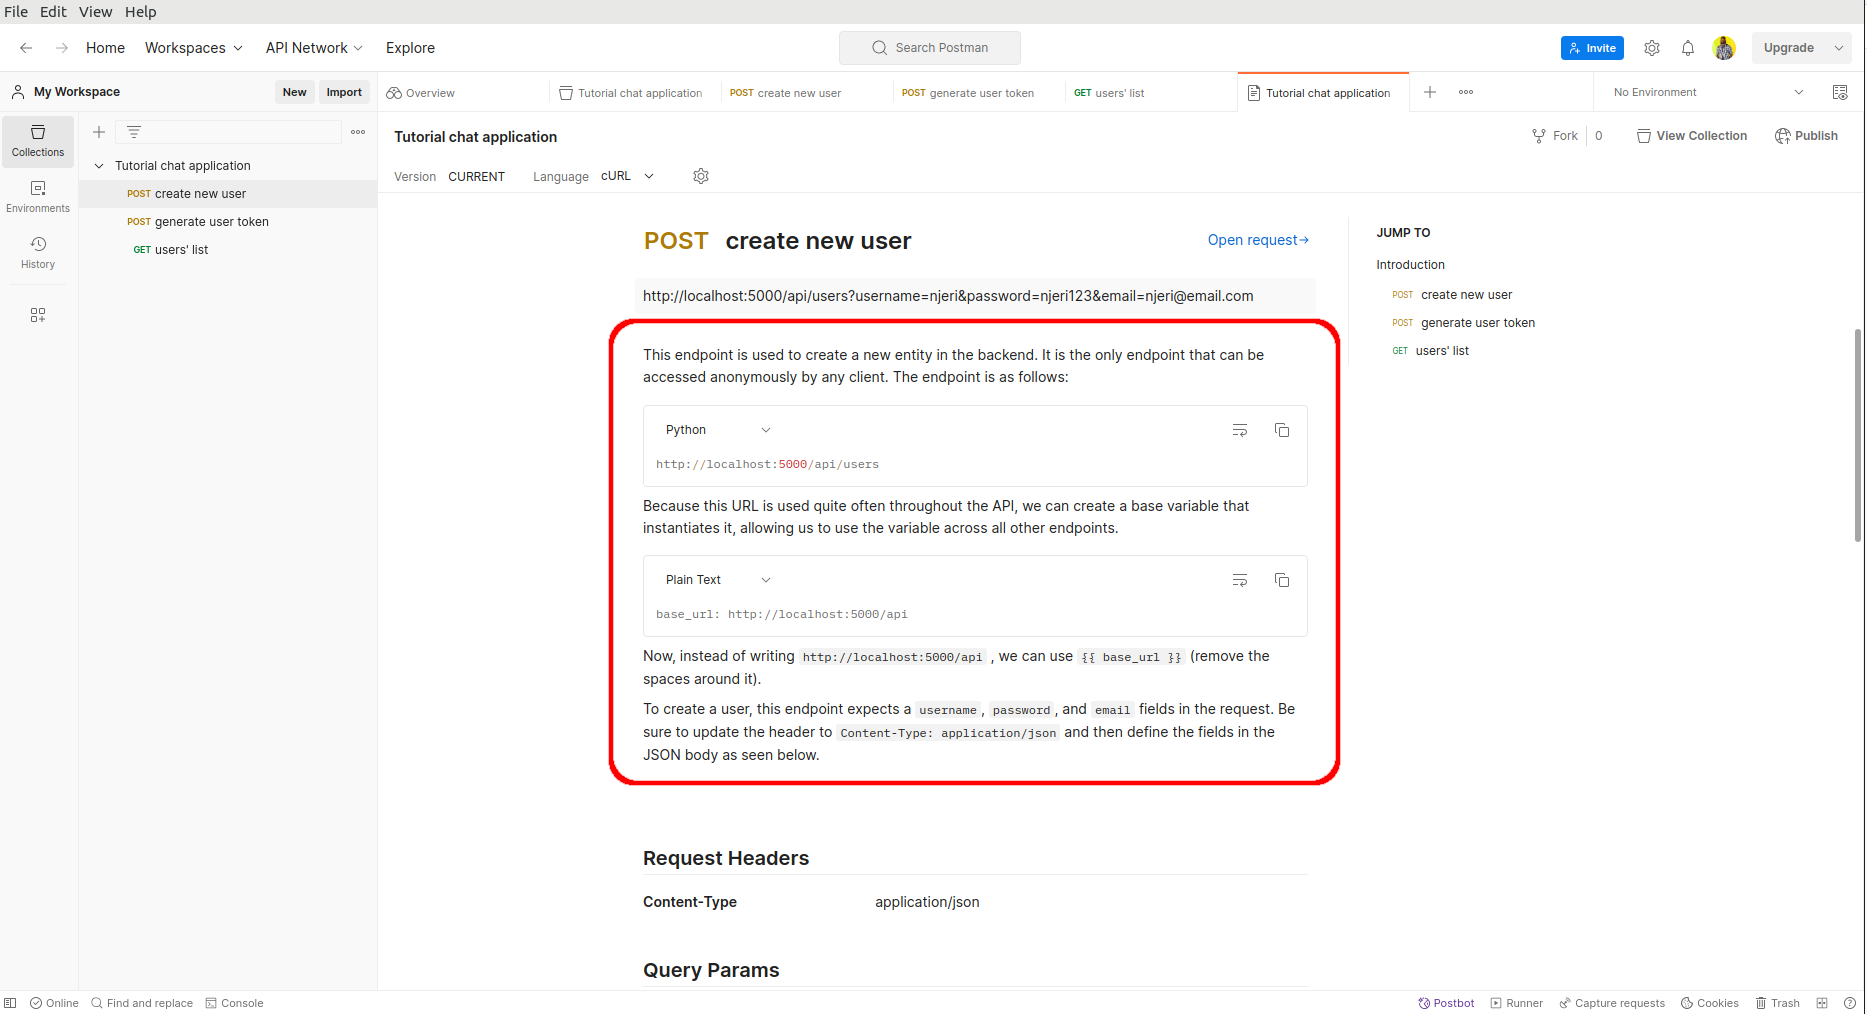 File Edit View Help
Home Workspaces API Network Explore
Search Postman
Invite
Upgrade
My Workspace
New Import
Overview
Tutorial chat application
POST create new user
POST generate user token
GET users' list
Tutorial chat application
No Environment
Collections
Environments
History
Tutorial chat application
POST create new user
POST generate user token
GET users' list
Tutorial chat application
Fork 0 View Collection Publish
Version CURRENT Language cURL
POST create new user
Open request→
http://localhost:5000/api/users?username=njeri&password=njeri123&email=njeri@email.com
This endpoint is used to create a new entity in the backend. It is the only endpoint that can be
accessed anonymously by any client. The endpoint is as follows:
Python
http://localhost:5000/api/users
Because this URL is used quite often throughout the API, we can create a base variable that
instantiates it, allowing us to use the variable across all other endpoints.
Plain Text
base_url: http://localhost:5000/api
Now, instead of writing http://localhost:5000/api , we can use {{ base_url }} (remove the
spaces around it).
To create a user, this endpoint expects a username, password, and email fields in the request. Be
sure to update the header to Content-Type: application/json and then define the fields in the
JSON body as seen below.
Request Headers
Content-Type application/json
Query Params
JUMP TO
Introduction
POST create new user
POST generate user token
GET users' list
Online Find and replace Console
Postbot Runner Capture requests Cookies Trash